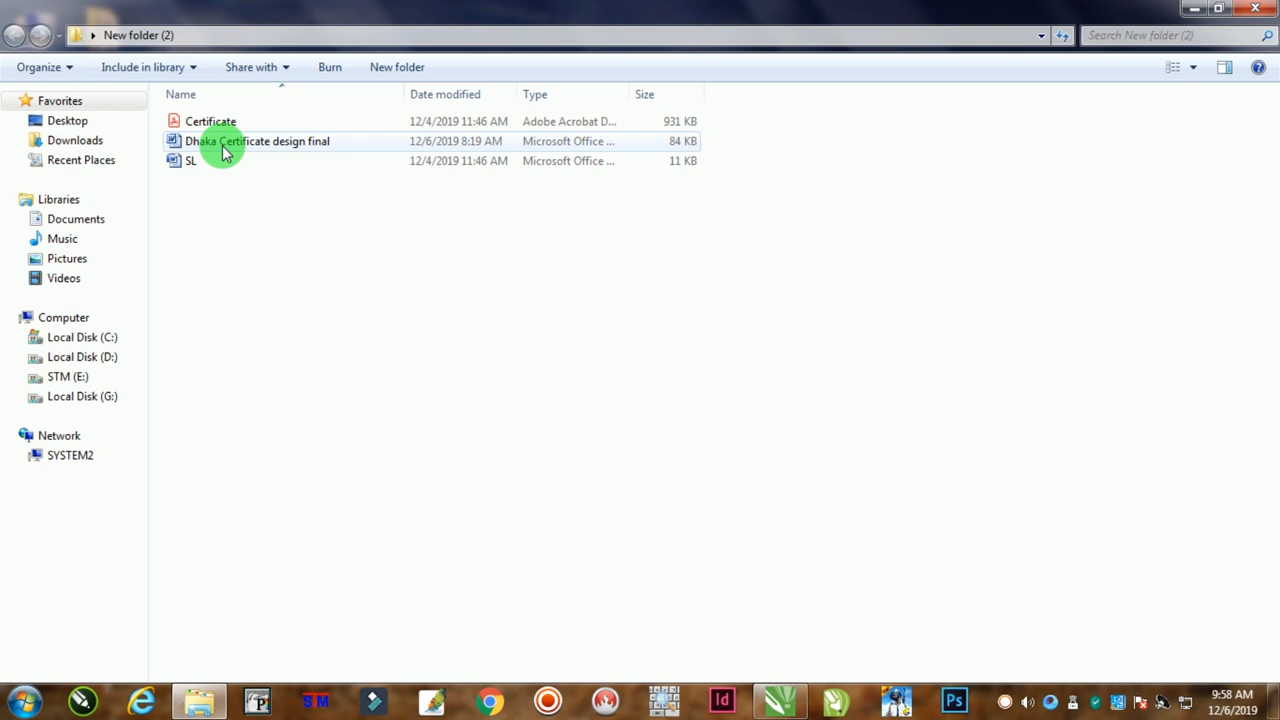 New folder (2)
Search New folder (2)
Organize
Include in library
Share with
Burn
New folder
Name
Date modified
Type
Size
Certificate
12/4/2019 11:46 AM
Adobe Acrobat D...
931 KB
Dhaka Certificate design final
12/6/2019 8:19 AM
Microsoft Office ...
84 KB
SL
12/4/2019 11:46 AM
Microsoft Office ...
11 KB
Favorites
Desktop
Downloads
Recent Places
Libraries
Documents
Music
Pictures
Videos
Computer
Local Disk (C:)
Local Disk (D:)
STM (E:)
Local Disk (G:)
Network
SYSTEM2
P
SM
Id
Ps
9:58 AM
12/6/2019